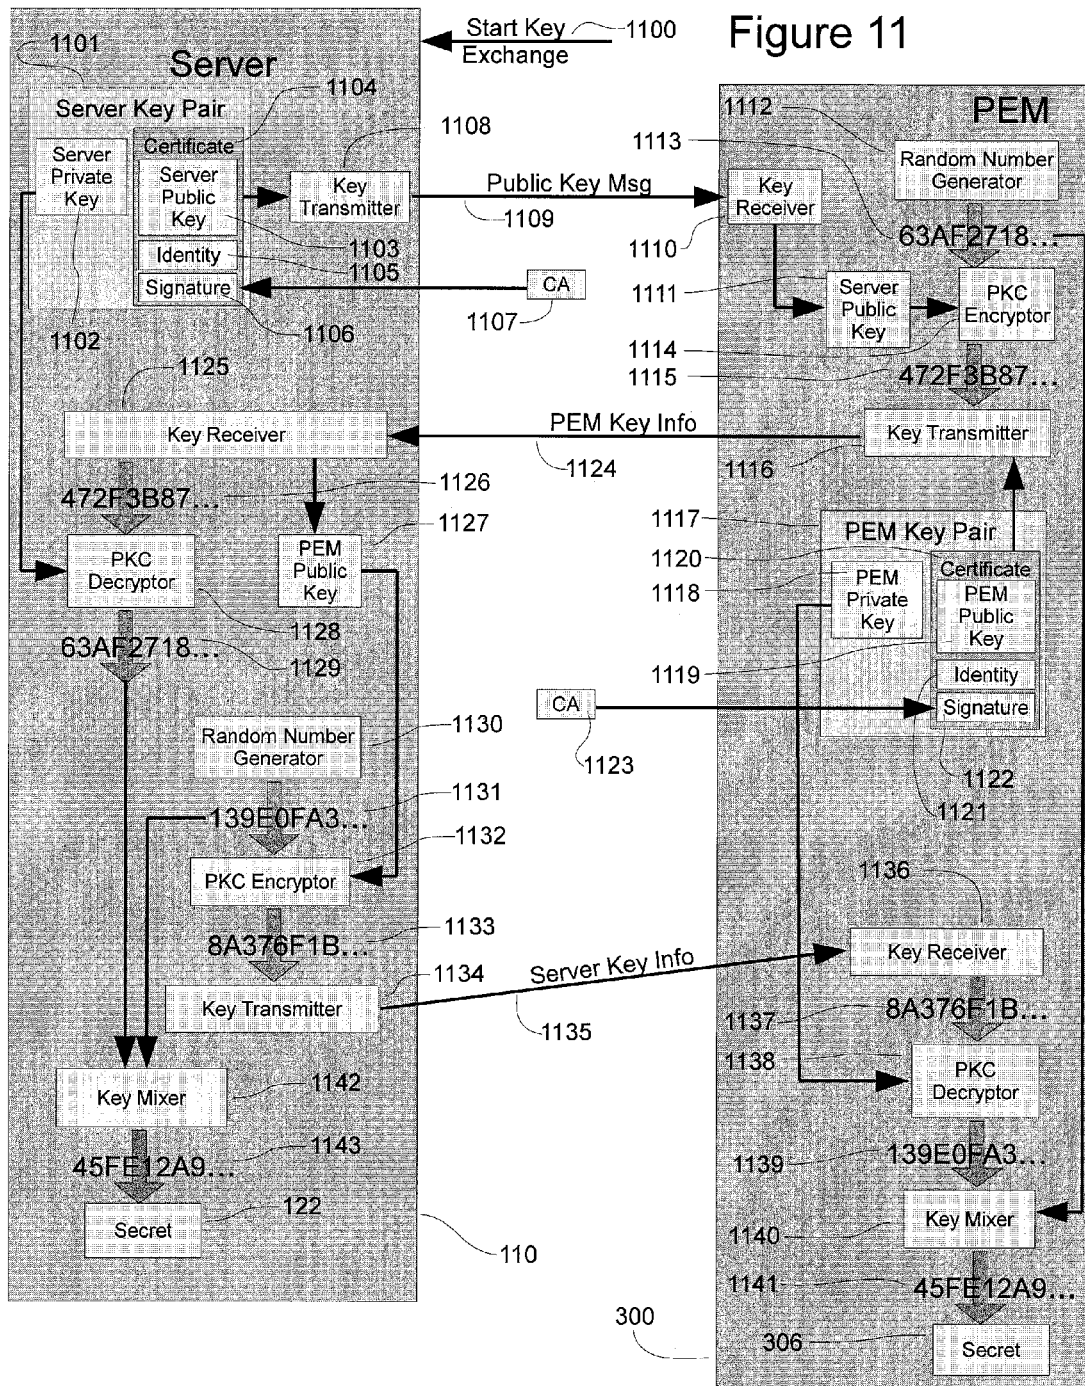 Figure 11
Start Key
Exchange
1100
1101
Server
Server Key Pair
1104
Certificate
Server
Private
Key
Server
Public
Key
1103
Identity
1105
Signature
1106
1102
1108
Key
Transmitter
Public Key Msg
1109
CA
1107
PEM
1112
Random Number
Generator
1113
63AF2718...
Key
Receiver
1110
1111
Server
Public
Key
PKC
Encryptor
1114
1115
472F3B87...
Key Transmitter
1116
PEM Key Info
1124
1125
Key Receiver
472F3B87...
1126
1127
PKC
Decryptor
PEM
Public
Key
1128
63AF2718...
1129
1117
PEM Key Pair
1120
Certificate
1118
PEM
Private
Key
PEM
Public
Key
1119
Identity
Signature
1122
1121
CA
1123
Random Number
Generator
1130
139E0FA3...
1131
1132
PKC Encryptor
8A376F1B...
1133
1134
Key Transmitter
Server Key Info
1135
1136
Key Receiver
1137
8A376F1B...
1138
PKC
Decryptor
1139
139E0FA3...
Key Mixer
1140
1141
45FE12A9...
306
Secret
300
Key Mixer
1142
45FE12A9...
1143
Secret
122
110